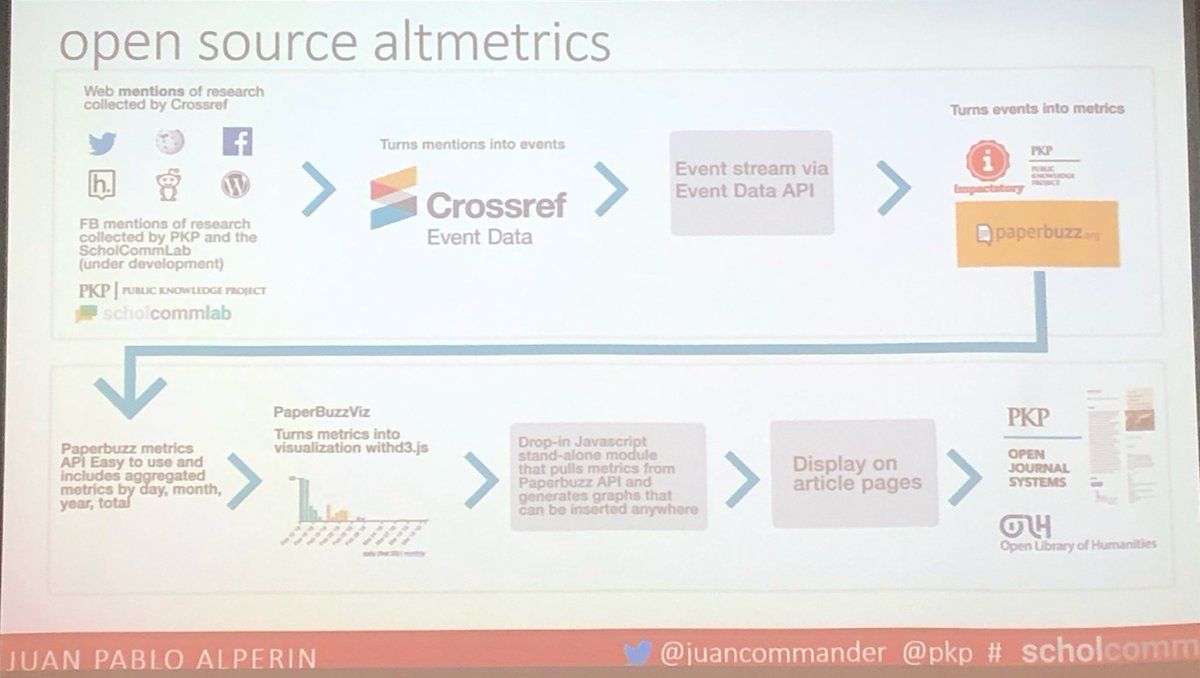 open source altmetrics
Web mentions of research
collected by Crossref
h.
FB mentions of research
collected by PKP and the
ScholCommLab
(under development)
PKP | PUBLIC KNOWLEDGE PROJECT
scholcommlab
Turns mentions into events
Crossref
Event Data
Event stream via
Event Data API
Turns events into metrics
Impactstory
PKP
PUBLIC
KNOWLEDGE
PROJECT
paperbuzz.org
Paperbuzz metrics
API Easy to use and
includes aggregated
metrics by day, month,
year, total
PaperBuzzViz
Turns metrics into
visualization withd3.js
Drop-in Javascript
stand-alone module
that pulls metrics from
Paperbuzz API and
generates graphs that
can be inserted anywhere
Display on
article pages
PKP
OPEN
JOURNAL
SYSTEMS
OLH
Open Library of Humanities
JUAN PABLO ALPERIN
@juancommander @pkp # scholcomm